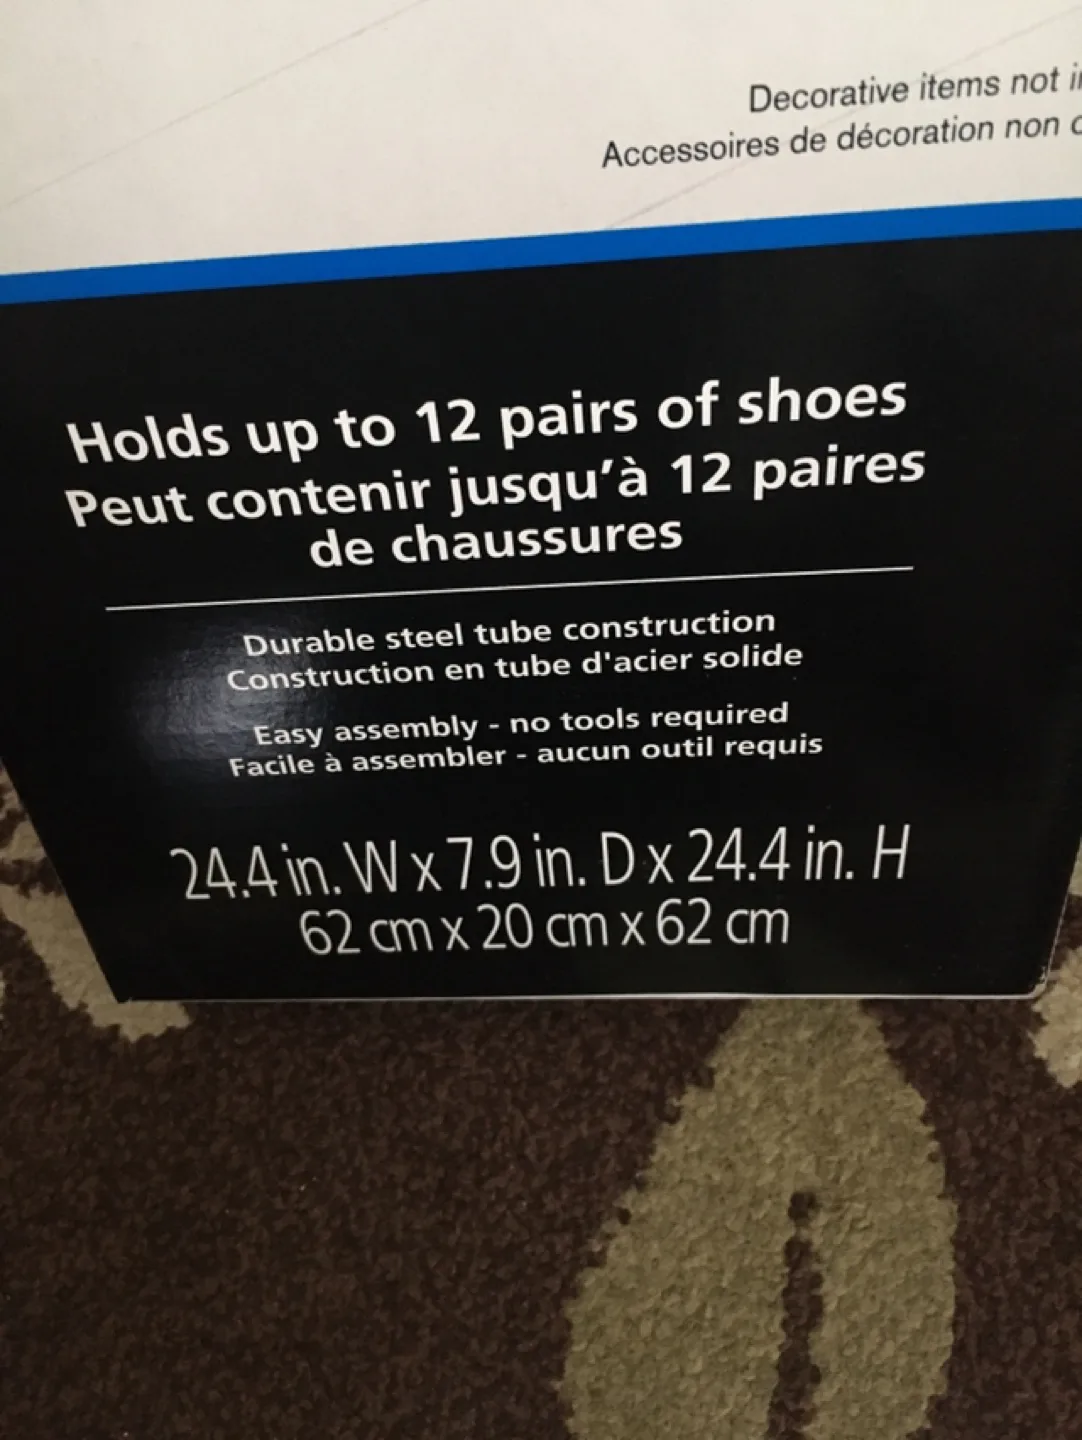 Decorative items not
Accessoires de décoration non
Holds up to 12 pairs of shoes
Peut contenir jusqu'à 12 paires
de chaussures
Durable steel tube construction
Construction en tube d'acier solide
Easy assembly - no tools required
Facile à assembler - aucun outil requis
24.4 in. W x 7.9 in. D x 24.4 in. H
62 cm x 20 cm x 62 cm